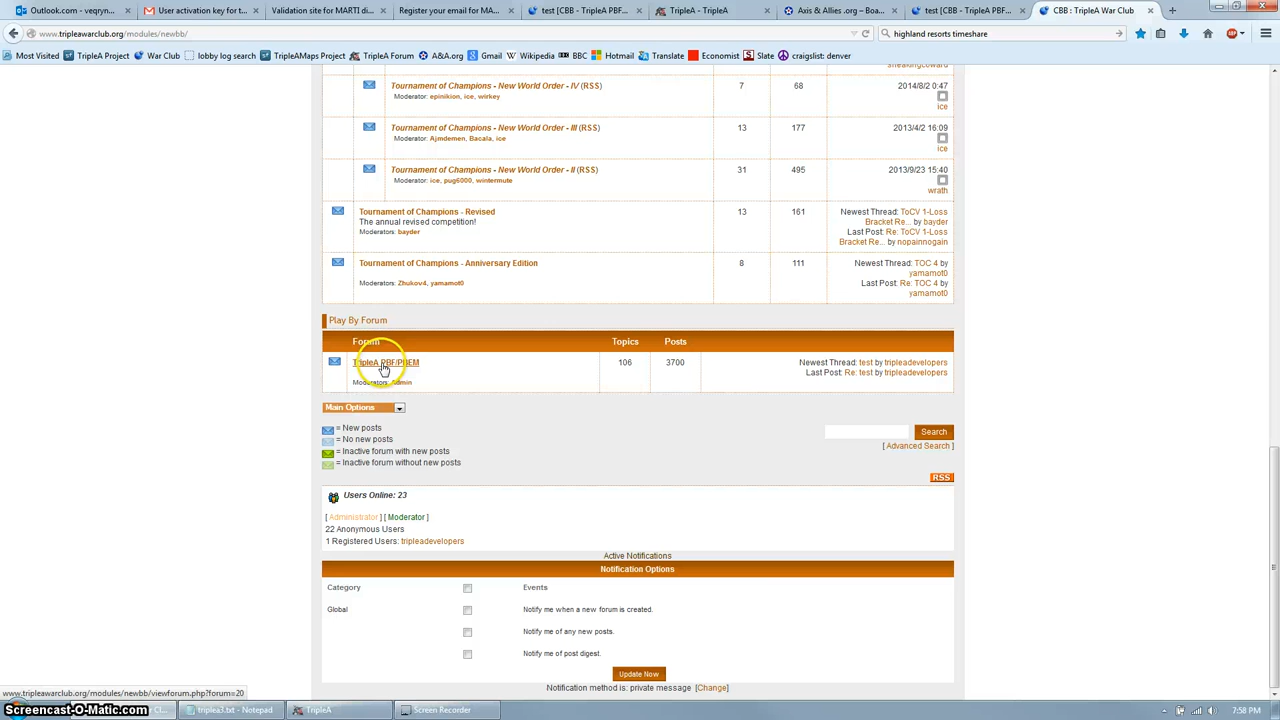 Outlook.com - veqryn...
User activation key for t...
Validation site for MARTI di...
Register your email for MA...
test [CBB - TripleA PBF...
TripleA - TripleA
Axis & Allies .org – Boa...
test [CBB - TripleA PBF...
CBB : TripleA War Club
www.tripleawarclub.org/modules/newbb/
highland resorts timeshare
Most Visited
TripleA Project
War Club
lobby log search
TripleAMaps Project
TripleA Forum
A&A.org
Gmail
Wikipedia
BBC
Hotmail
Translate
Economist
Slate
craigslist: denver
sneakingcoward
Tournament of Champions - New World Order - IV (RSS)
Moderator: epinikion, ice, wirkey
7
68
2014/8/2 0:47
ice
Tournament of Champions - New World Order - III (RSS)
Moderator: Ajmdemen, Bacala, ice
13
177
2013/4/2 16:09
ice
Tournament of Champions - New World Order - II (RSS)
Moderator: ice, pug6000, wintermute
31
495
2013/9/23 15:40
wrath
Tournament of Champions - Revised
The annual revised competition!
Moderators: bayder
13
161
Newest Thread: ToCV 1-Loss
Bracket Re... by bayder
Last Post: Re: ToCV 1-Loss
Bracket Re... by nopainnogain
Tournament of Champions - Anniversary Edition
Moderators: Zhukov4, yamamot0
8
111
Newest Thread: TOC 4 by
yamamot0
Last Post: Re: TOC 4 by
yamamot0
Play By Forum
Forum
Topics
Posts
TripleA PBF/PBEM
Moderators: Admin
106
3700
Newest Thread: test by tripleadevelopers
Last Post: Re: test by tripleadevelopers
Main Options
= New posts
= No new posts
= Inactive forum with new posts
= Inactive forum without new posts
Search
[ Advanced Search ]
RSS
Users Online: 23
[ Administrator ] [ Moderator ]
22 Anonymous Users
1 Registered Users: tripleadevelopers
Active Notifications
Notification Options
Category
Events
Global
Notify me when a new forum is created.
Notify me of any new posts.
Notify me of post digest.
Update Now
Notification method is: private message [Change]
www.tripleawarclub.org/modules/newbb/viewforum.php?forum=20
Screencast-O-Matic.com
triplea3.txt - Notepad
TripleA
Screen Recorder
7:58 PM